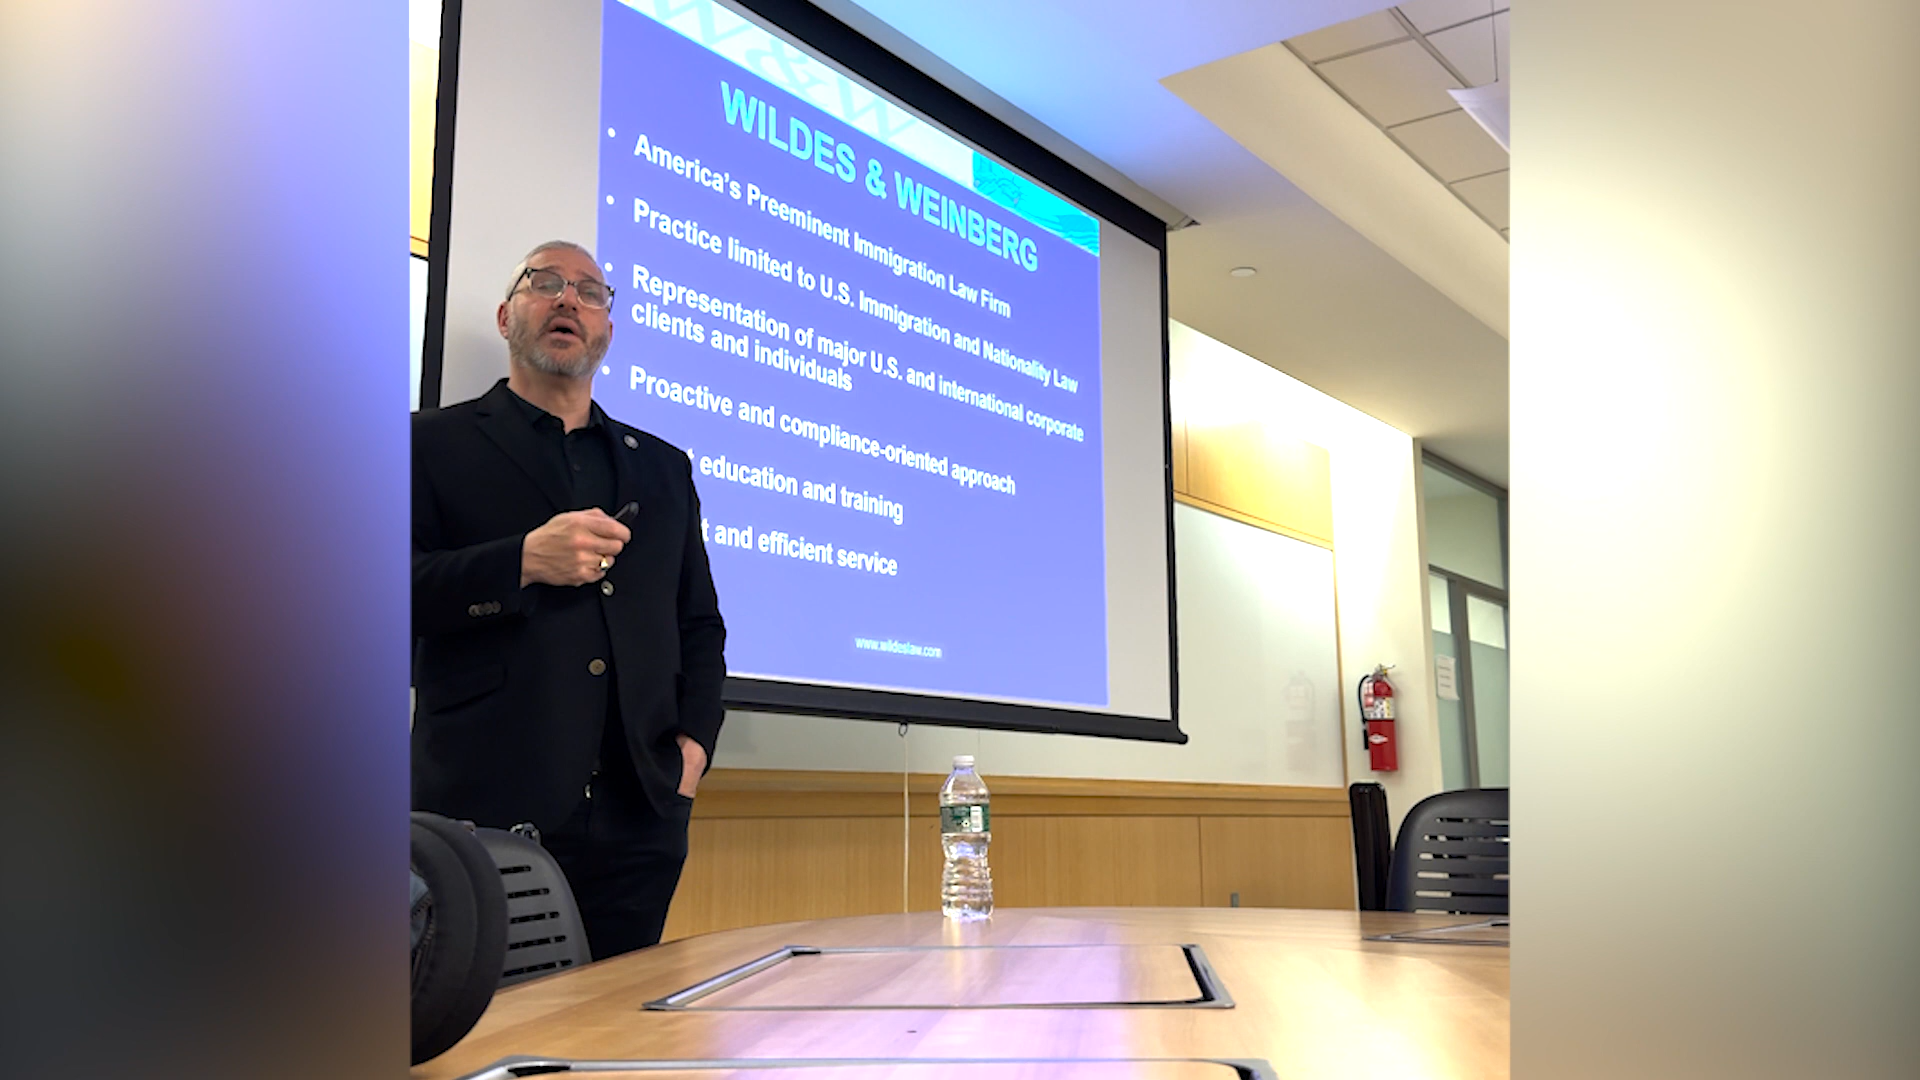 W&W
WILDES & WEINBERG
• America's Preeminent Immigration Law Firm
• Practice limited to U.S. Immigration and Nationality Law
• Representation of major U.S. and international corporate
clients and individuals
• Proactive and compliance-oriented approach
t education and training
t and efficient service
www.wildeslaw.com